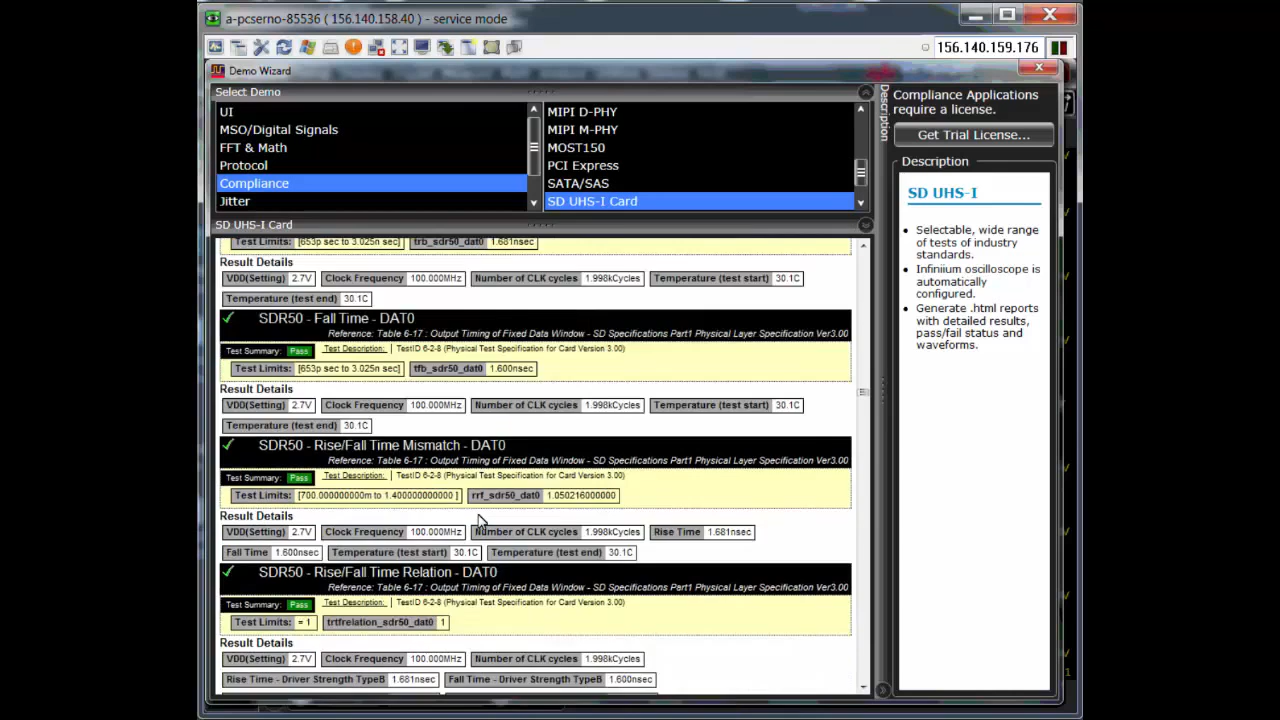 a-pcserno-85536 ( 156.140.158.40 ) - service mode
156.140.159.176
Demo Wizard
Select Demo
UI
MSO/Digital Signals
FFT & Math
Protocol
Compliance
Jitter
MIPI D-PHY
MIPI M-PHY
MOST150
PCI Express
SATA/SAS
SD UHS-I Card
Description
Compliance Applications
require a license.
Get Trial License...
Description
SD UHS-I
Selectable, wide range
of tests of industry
standards.
Infiniium oscilloscope is
automatically
configured.
Generate .html reports
with detailed results,
pass/fail status and
waveforms.
SD UHS-I Card
Test Limits: [653p sec to 3.025n sec] trb_sdr50_dat0 1.681nsec
Result Details
VDD(Setting) 2.7V Clock Frequency 100.000MHz Number of CLK cycles 1.998kCycles Temperature (test start) 30.1C
Temperature (test end) 30.1C
SDR50 - Fall Time - DAT0
Reference: Table 6-17 : Output Timing of Fixed Data Window - SD Specifications Part1 Physical Layer Specification Ver3.00
Test Summary: Pass Test Description: TestID 6-2-8 (Physical Test Specification for Card Version 3.00)
Test Limits: [653p sec to 3.025n sec] tfb_sdr50_dat0 1.600nsec
Result Details
VDD(Setting) 2.7V Clock Frequency 100.000MHz Number of CLK cycles 1.998kCycles Temperature (test start) 30.1C
Temperature (test end) 30.1C
SDR50 - Rise/Fall Time Mismatch - DAT0
Reference: Table 6-17 : Output Timing of Fixed Data Window - SD Specifications Part1 Physical Layer Specification Ver3.00
Test Summary: Pass Test Description: TestID 6-2-8 (Physical Test Specification for Card Version 3.00)
Test Limits: [700.000000000m to 1.400000000000 ] rrf_sdr50_dat0 1.050216000000
Result Details
VDD(Setting) 2.7V Clock Frequency 100.000MHz Number of CLK cycles 1.998kCycles Rise Time 1.681nsec
Fall Time 1.600nsec Temperature (test start) 30.1C Temperature (test end) 30.1C
SDR50 - Rise/Fall Time Relation - DAT0
Reference: Table 6-17 : Output Timing of Fixed Data Window - SD Specifications Part1 Physical Layer Specification Ver3.00
Test Summary: Pass Test Description: TestID 6-2-8 (Physical Test Specification for Card Version 3.00)
Test Limits: = 1 trtfrelation_sdr50_dat0 1
Result Details
VDD(Setting) 2.7V Clock Frequency 100.000MHz Number of CLK cycles 1.998kCycles
Rise Time - Driver Strength TypeB 1.681nsec Fall Time - Driver Strength TypeB 1.600nsec